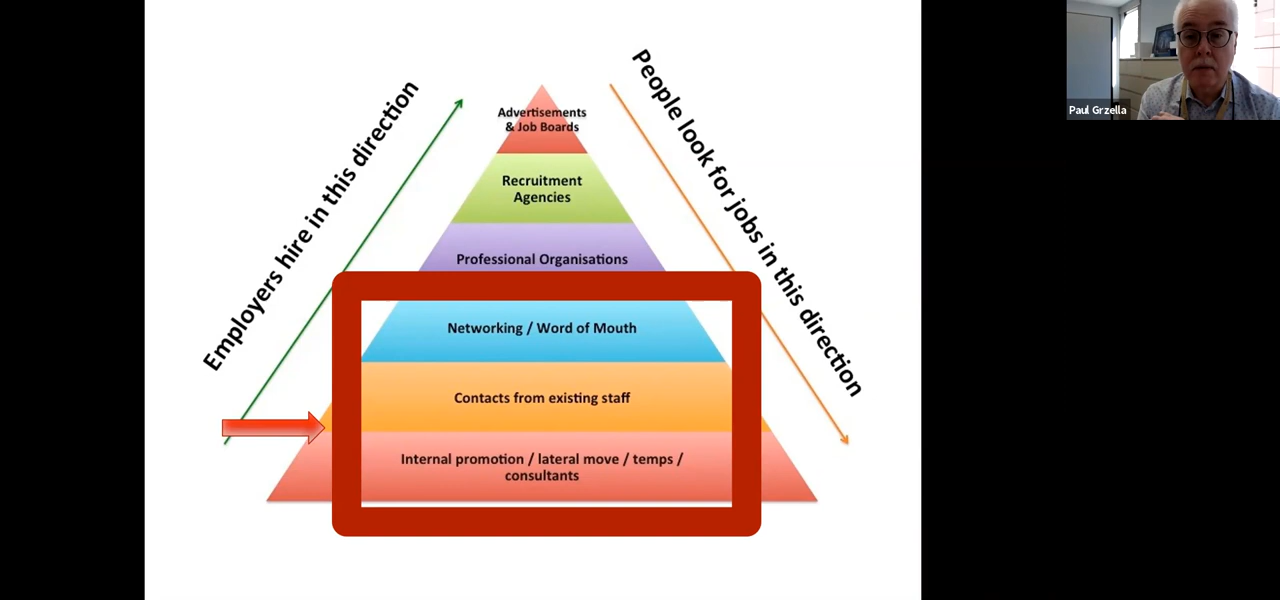 Employers hire in this direction
People look for jobs in this direction
Advertisements
& Job Boards
Recruitment
Agencies
Professional Organisations
Networking / Word of Mouth
Contacts from existing staff
Internal promotion / lateral move / temps /
consultants
Paul Grzella